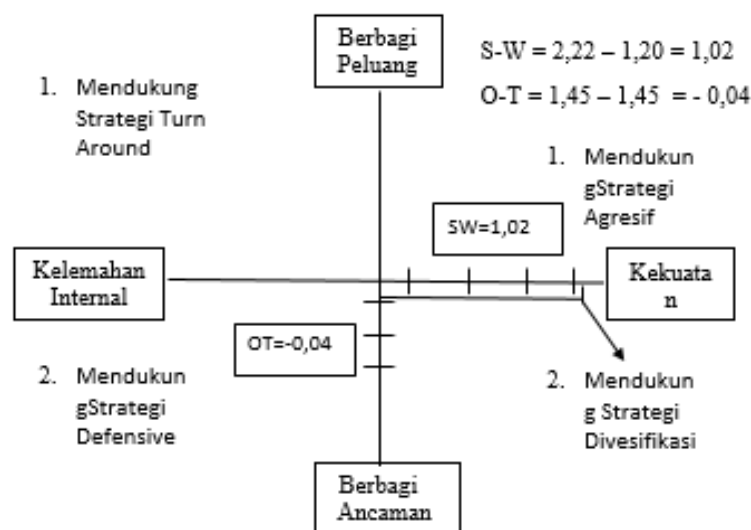 Berbagi
Peluang
S-W = 2,22 – 1,20 = 1,02
O-T = 1,45 – 1,45 = - 0,04
1. Mendukung
Strategi Turn
Around
1. Mendukun
gStrategi
Agresif
SW=1,02
Kelemahan
Internal
Kekuata
n
OT=-0,04
2. Mendukun
gStrategi
Defensive
2. Mendukun
g Strategi
Divesifikasi
Berbagi
Ancaman